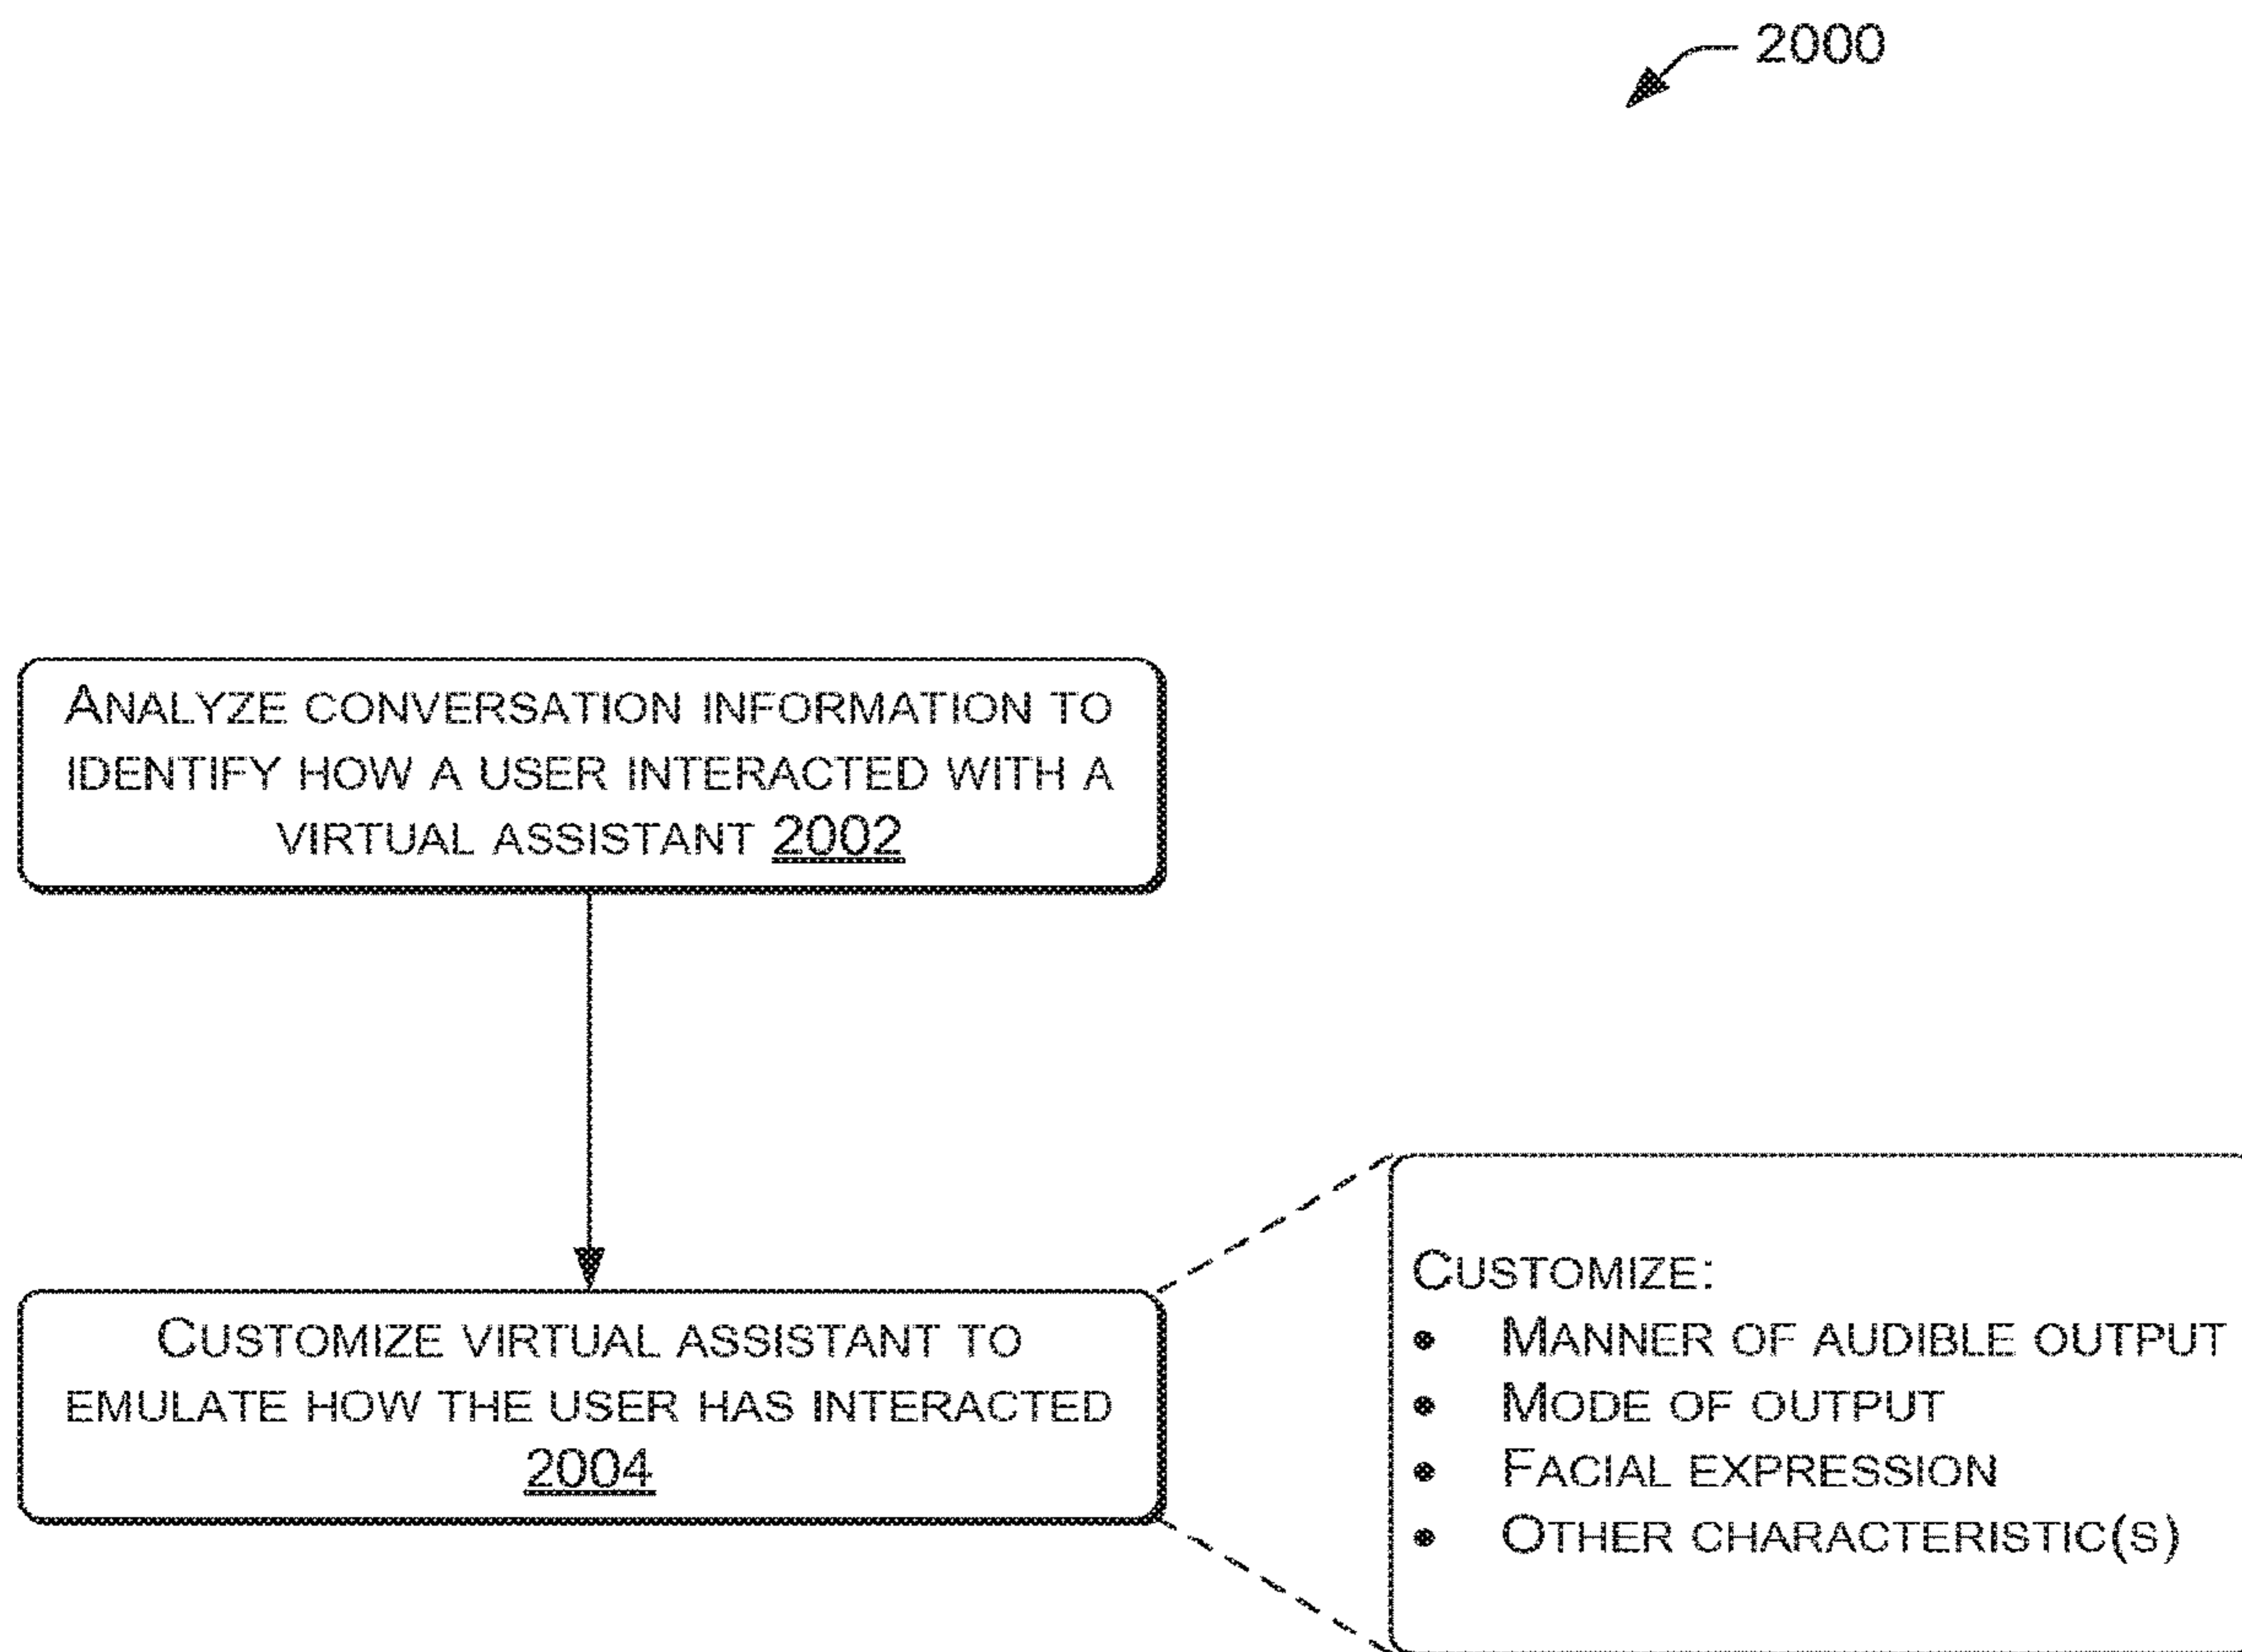 2000
ANALYZE CONVERSATION INFORMATION TO
IDENTIFY HOW A USER INTERACTED WITH A
VIRTUAL ASSISTANT 2002
CUSTOMIZE VIRTUAL ASSISTANT TO
EMULATE HOW THE USER HAS INTERACTED
2004
CUSTOMIZE:
• MANNER OF AUDIBLE OUTPUT
• MODE OF OUTPUT
• FACIAL EXPRESSION
• OTHER CHARACTERISTIC(S)